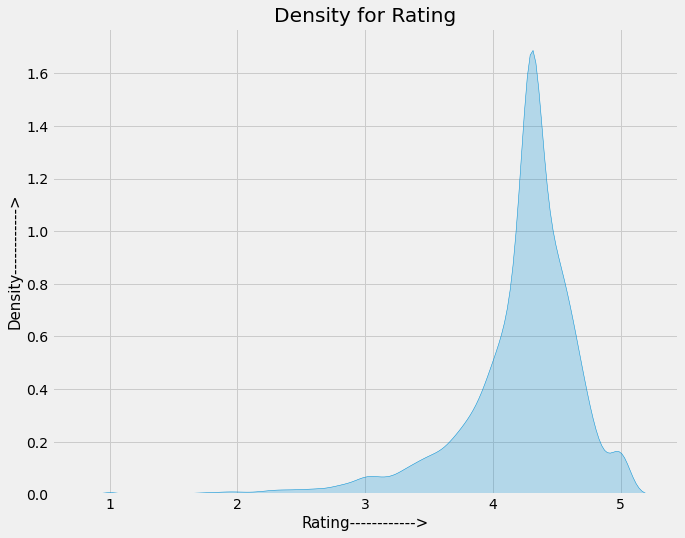 Density for Rating
1.6
1.4
1.2
1.0
0.8
0.6
0.4
0.2
0.0
Density------------->
1 2 3 4 5
Rating------------>